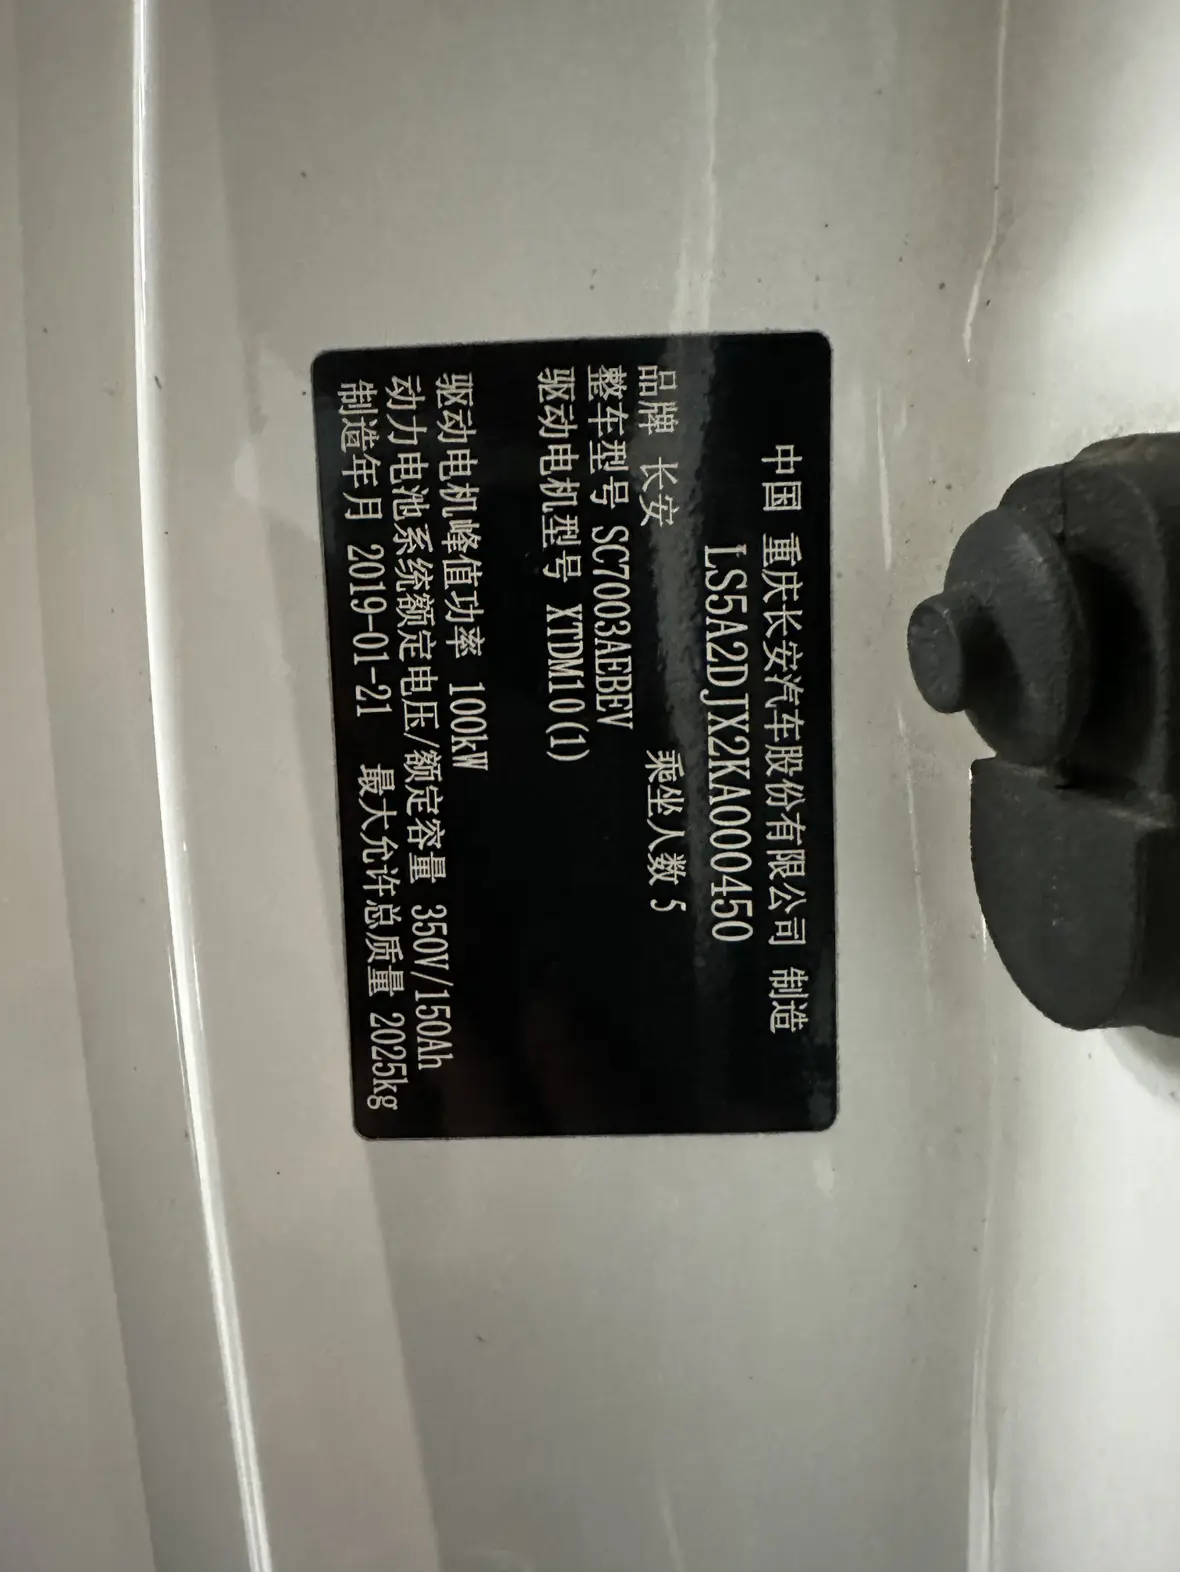 中国 重庆长安汽车股份有限公司 制造
LS5A2DJX2KA000450
品牌 长安 乘坐人数 5
整车型号 SC7003AEBEV
驱动电机型号 XTDM10(1)
驱动电机峰值功率 100kW
动力电池系统额定电压/额定容量 350V/150Ah
制造年月 2019-01-21 最大允许总质量 2025kg